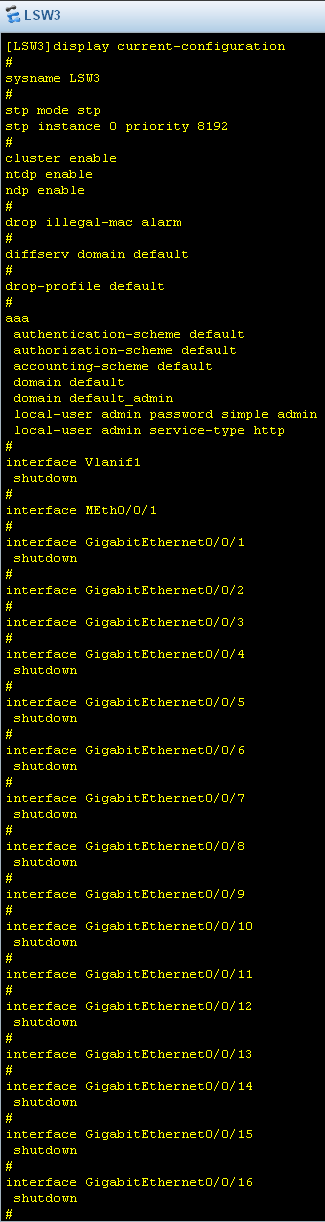 LSW3
[LSW3]display current-configuration
#
sysname LSW3
#
stp mode stp
stp instance 0 priority 8192
#
cluster enable
ntdp enable
ndp enable
#
drop illegal-mac alarm
#
diffserv domain default
#
drop-profile default
#
aaa
 authentication-scheme default
 authorization-scheme default
 accounting-scheme default
 domain default
 domain default_admin
 local-user admin password simple admin
 local-user admin service-type http
#
interface Vlanif1
 shutdown
#
interface MEth0/0/1
#
interface GigabitEthernet0/0/1
 shutdown
#
interface GigabitEthernet0/0/2
#
interface GigabitEthernet0/0/3
#
interface GigabitEthernet0/0/4
 shutdown
#
interface GigabitEthernet0/0/5
 shutdown
#
interface GigabitEthernet0/0/6
 shutdown
#
interface GigabitEthernet0/0/7
 shutdown
#
interface GigabitEthernet0/0/8
 shutdown
#
interface GigabitEthernet0/0/9
#
interface GigabitEthernet0/0/10
 shutdown
#
interface GigabitEthernet0/0/11
#
interface GigabitEthernet0/0/12
 shutdown
#
interface GigabitEthernet0/0/13
#
interface GigabitEthernet0/0/14
 shutdown
#
interface GigabitEthernet0/0/15
 shutdown
#
interface GigabitEthernet0/0/16
 shutdown
#